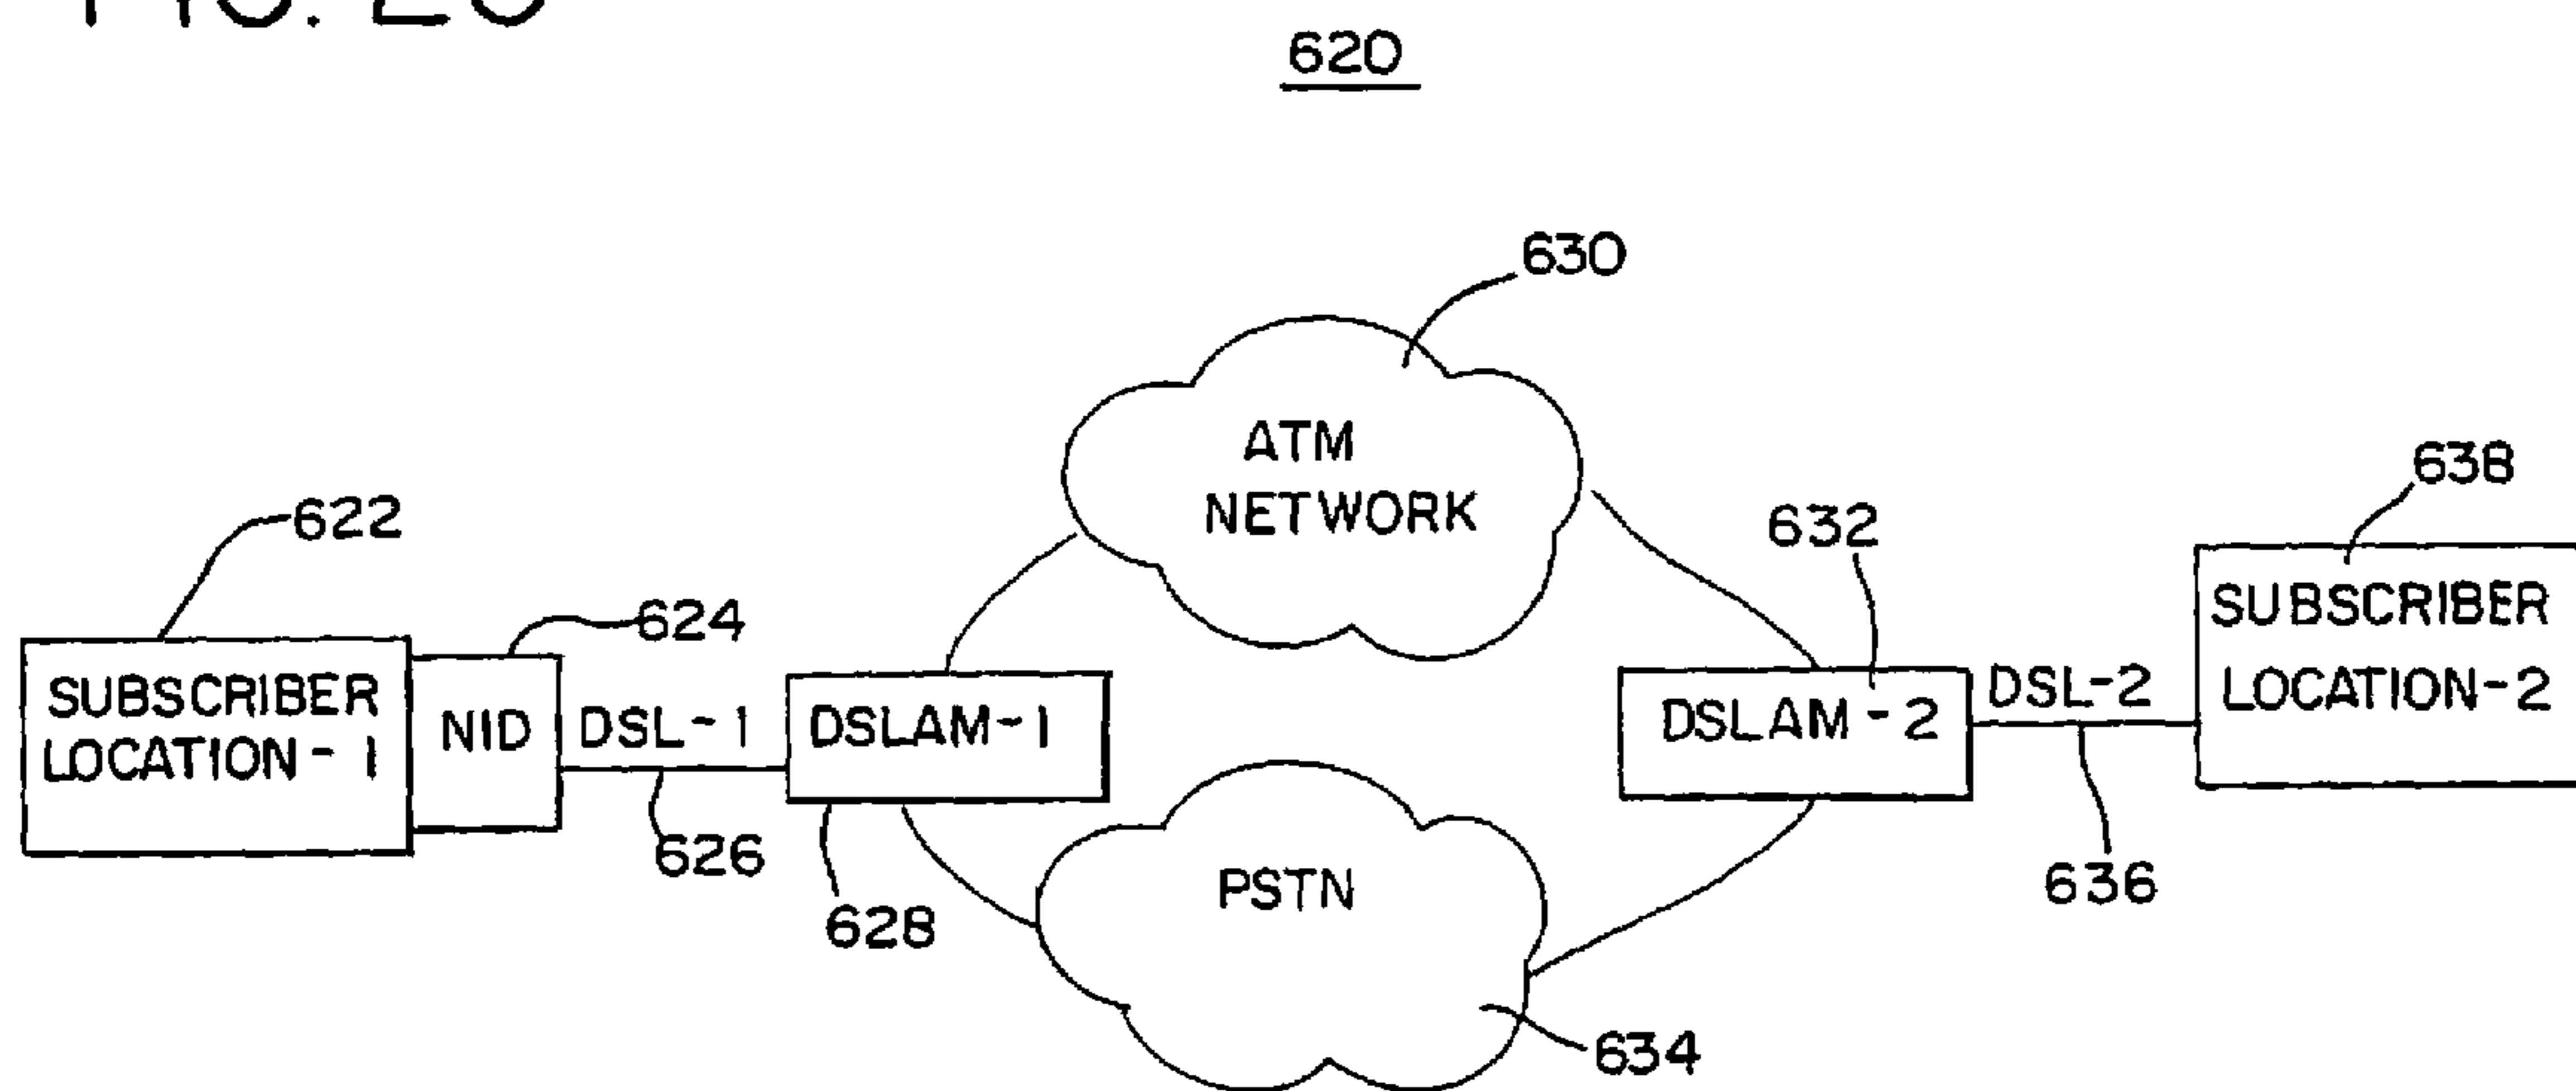 620
630
ATM
NETWORK
638
622
632
SUBSCRIBER
LOCATION-2
624
SUBSCRIBER
LOCATION-1
NID
DSL-1
DSLAM-1
DSLAM-2
DSL-2
626
636
PSTN
628
634